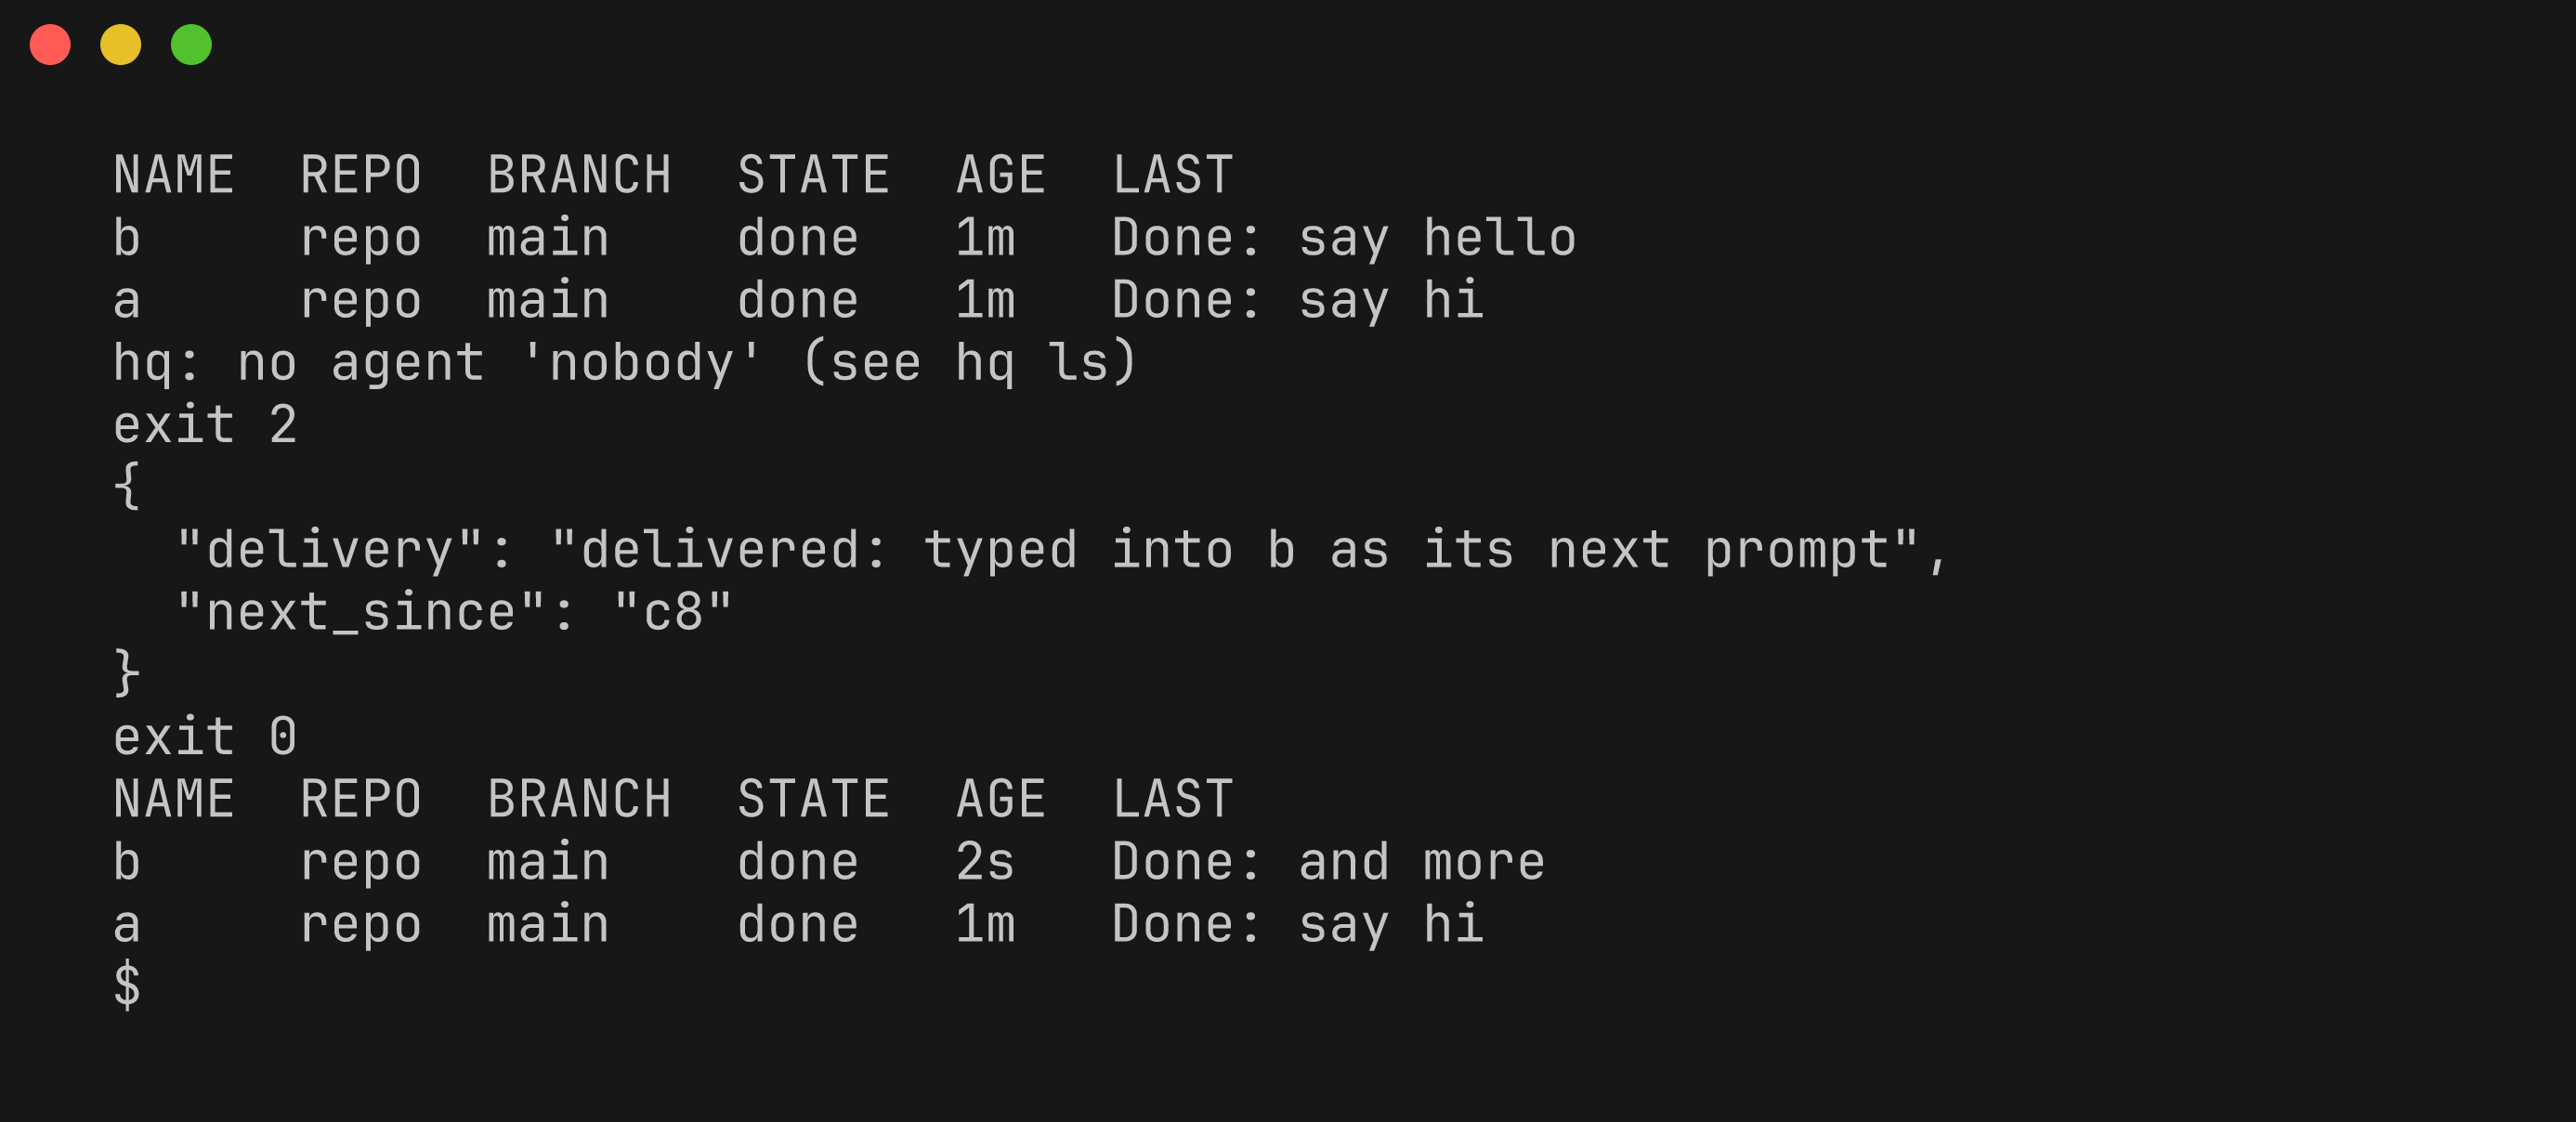 NAME  REPO  BRANCH  STATE  AGE  LAST
b     repo  main    done   1m   Done: say hello
a     repo  main    done   1m   Done: say hi
hq: no agent 'nobody' (see hq ls)
exit 2
{
  "delivery": "delivered: typed into b as its next prompt",
  "next_since": "c8"
}
exit 0
NAME  REPO  BRANCH  STATE  AGE  LAST
b     repo  main    done   2s   Done: and more
a     repo  main    done   1m   Done: say hi
$